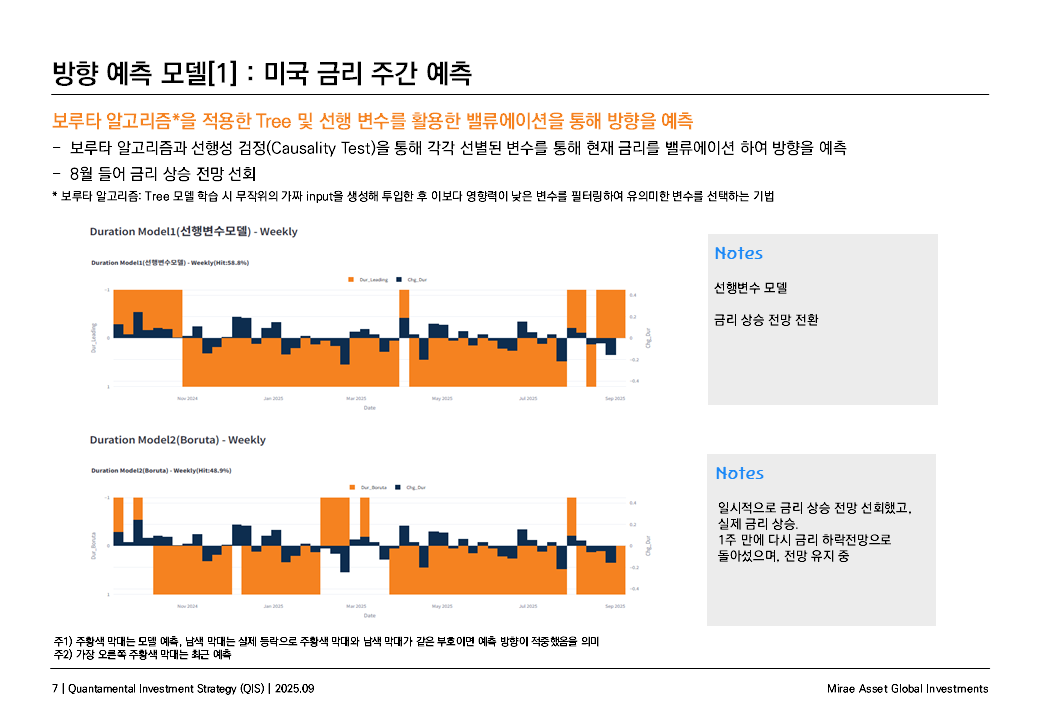 방향 예측 모델[1] : 미국 금리 주간 예측
보루타 알고리즘*을 적용한 Tree 및 선행 변수를 활용한 밸류에이션을 통해 방향을 예측
- 보루타 알고리즘과 선행성 검정(Causality Test)을 통해 각각 선별된 변수를 통해 현재 금리를 밸류에이션 하여 방향을 예측
- 8월 들어 금리 상승 전망 선회
* 보루타 알고리즘: Tree 모델 학습 시 무작위의 가짜 input을 생성해 투입한 후 이보다 영향력이 낮은 변수를 필터링하여 유의미한 변수를 선택하는 기법
Duration Model1(선행변수모델) - Weekly
Duration Model1(선행변수모델) - Weekly(Hit:58.8%)
Dur_Leading Chg_Dur
−1
0
1
Dur_Leading
0.4
0.2
0
−0.2
−0.4
Chg_Dur
Nov 2024 Jan 2025 Mar 2025 May 2025 Jul 2025 Sep 2025
Date
Notes
선행변수 모델
금리 상승 전망 전환
Duration Model2(Boruta) - Weekly
Duration Model2(Boruta) - Weekly(Hit:48.9%)
Dur_Boruta Chg_Dur
−1
0
1
Dur_Boruta
0.4
0.2
0
−0.2
−0.4
Chg_Dur
Nov 2024 Jan 2025 Mar 2025 May 2025 Jul 2025 Sep 2025
Date
Notes
일시적으로 금리 상승 전망 선회했고,
실제 금리 상승.
1주 만에 다시 금리 하락전망으로
돌아섰으며, 전망 유지 중
주1) 주황색 막대는 모델 예측, 남색 막대는 실제 등락으로 주황색 막대와 남색 막대가 같은 부호이면 예측 방향이 적중했음을 의미
주2) 가장 오른쪽 주황색 막대는 최근 예측
7 | Quantamental Investment Strategy (QIS) | 2025.09
Mirae Asset Global Investments